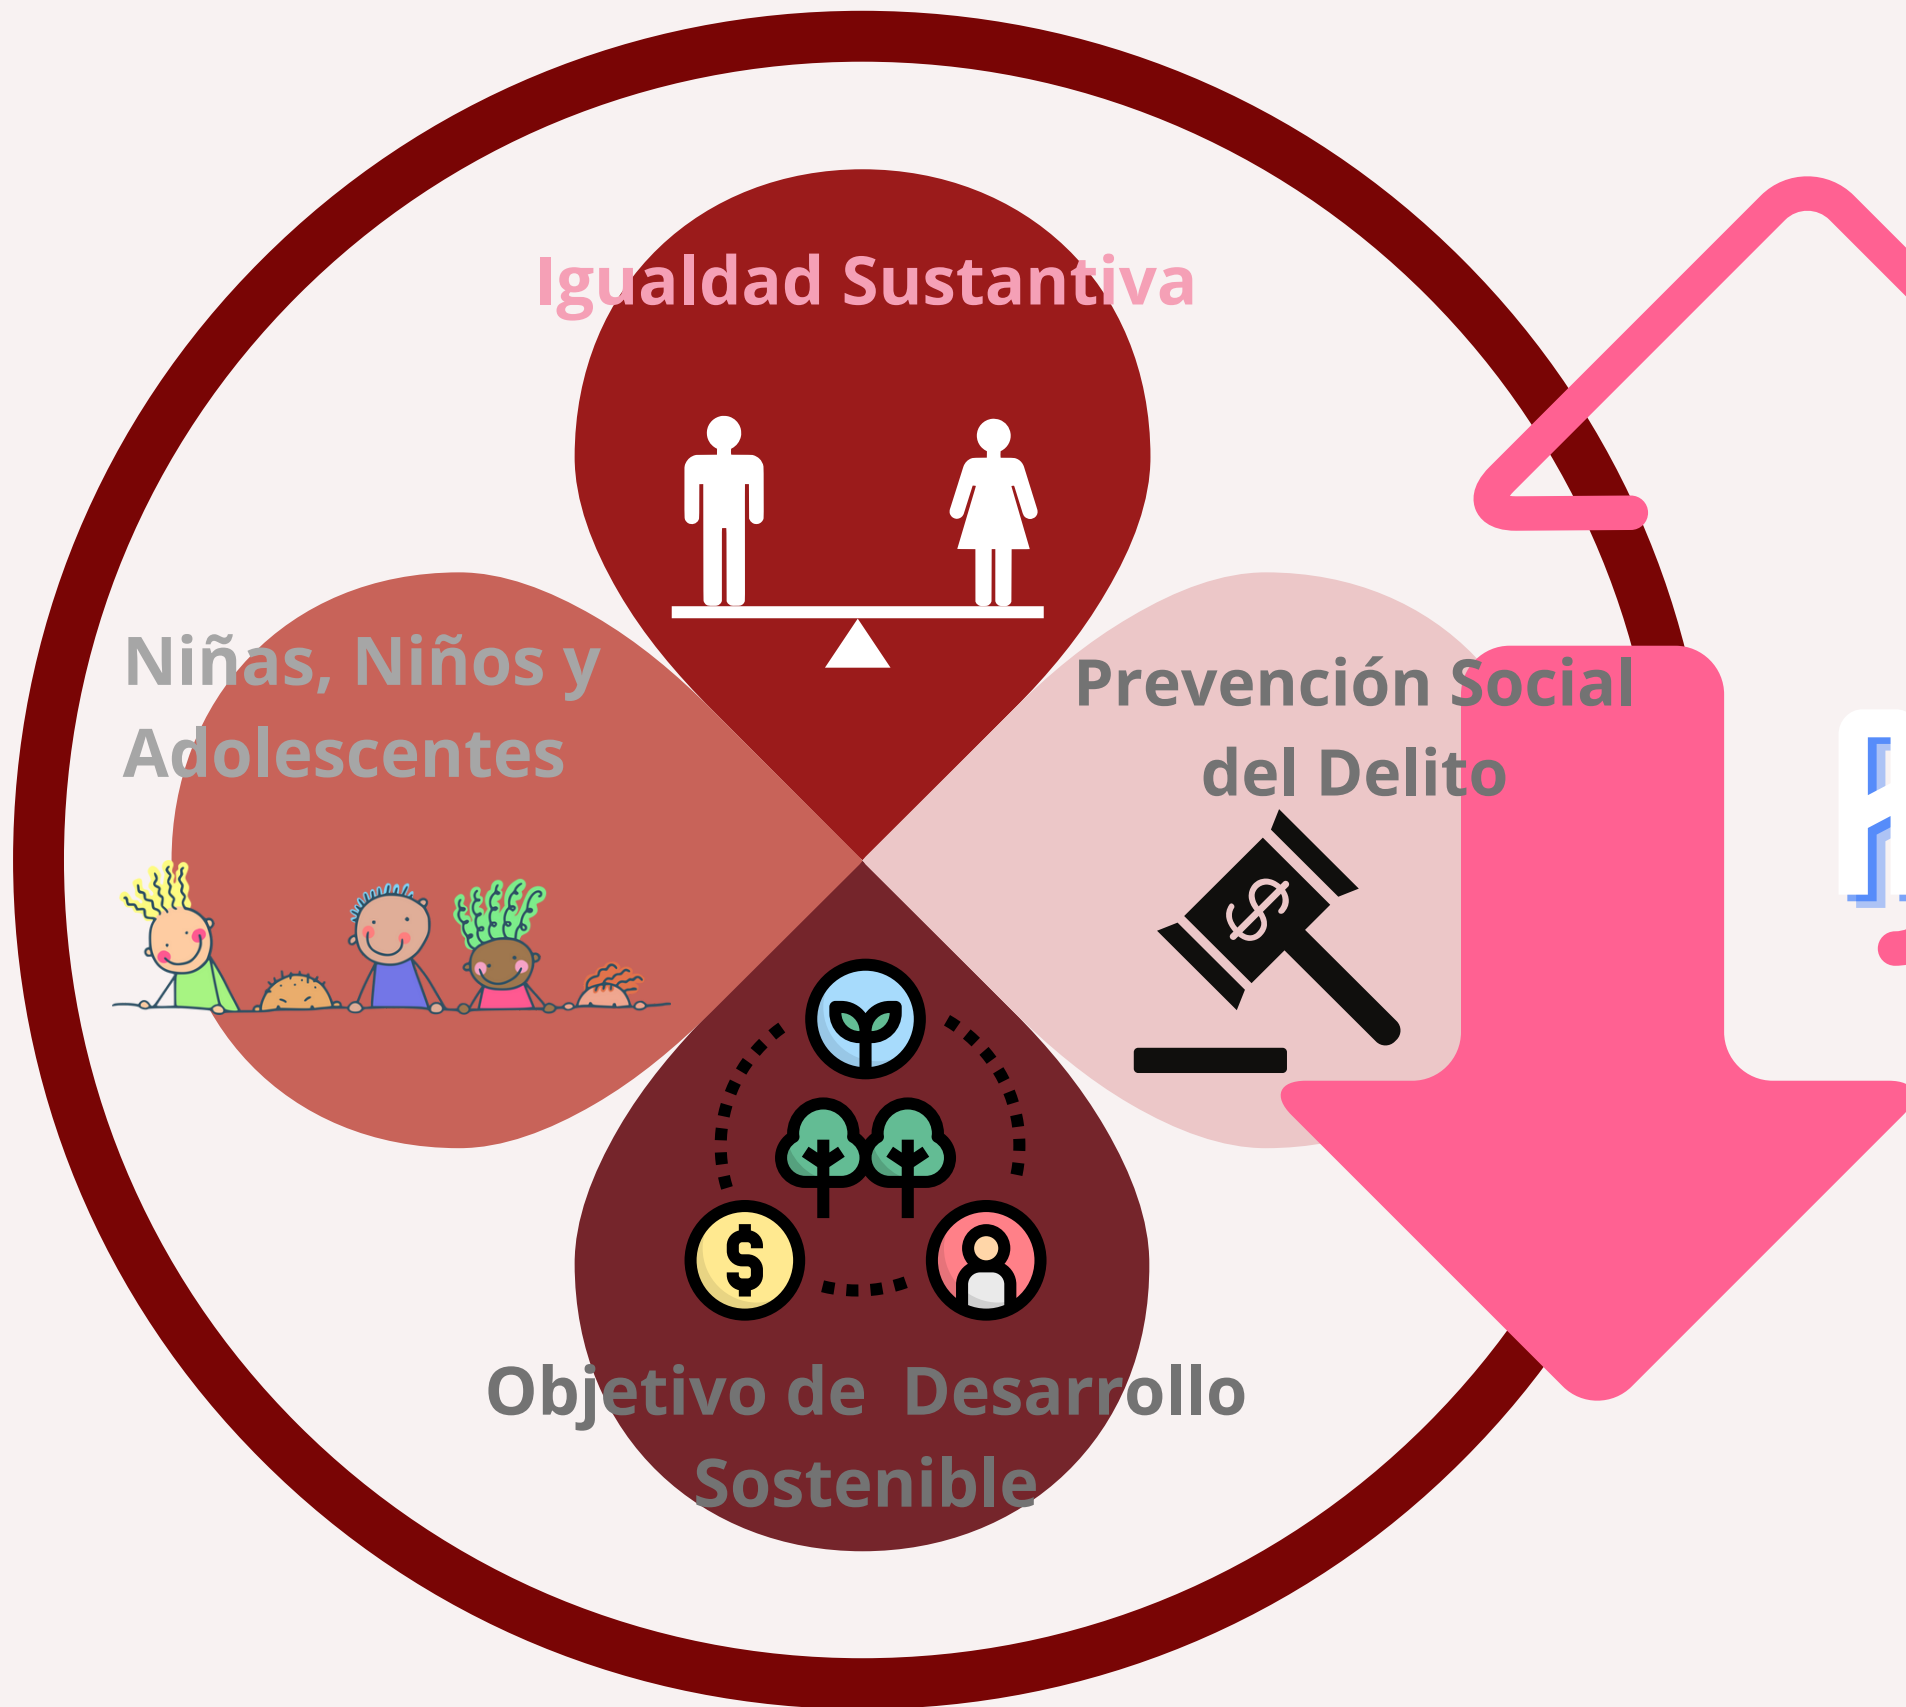 Igualdad Sustantiva
Niñas, Niños y
Adolescentes
Prevención Social
del Delito
Objetivo de Desarrollo
Sostenible